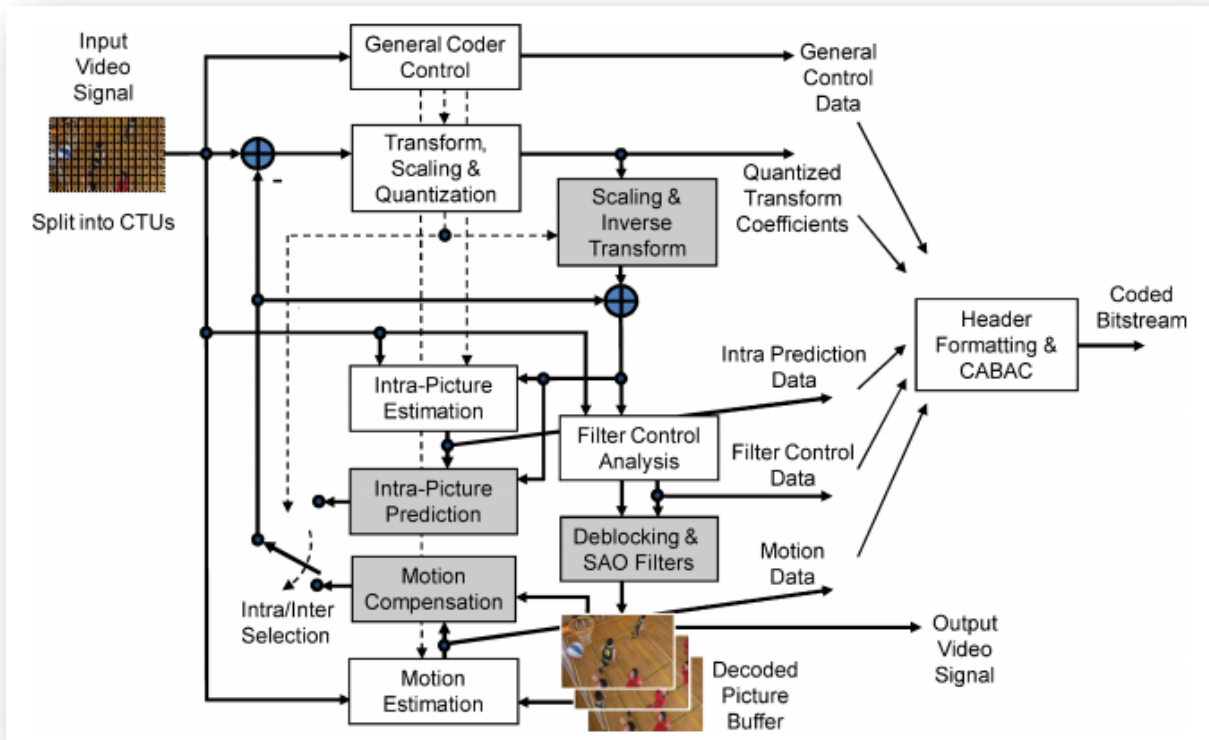 Input
Video
Signal
Split into CTUs
General Coder
Control
General
Control
Data
Transform,
Scaling &
Quantization
-
Quantized
Transform
Coefficients
Scaling &
Inverse
Transform
Header
Formatting &
CABAC
Coded
Bitstream
Intra-Picture
Estimation
Intra Prediction
Data
Filter Control
Analysis
Filter Control
Data
Intra-Picture
Prediction
Deblocking &
SAO Filters
Motion
Data
Motion
Compensation
Intra/Inter
Selection
Output
Video
Signal
Motion
Estimation
Decoded
Picture
Buffer